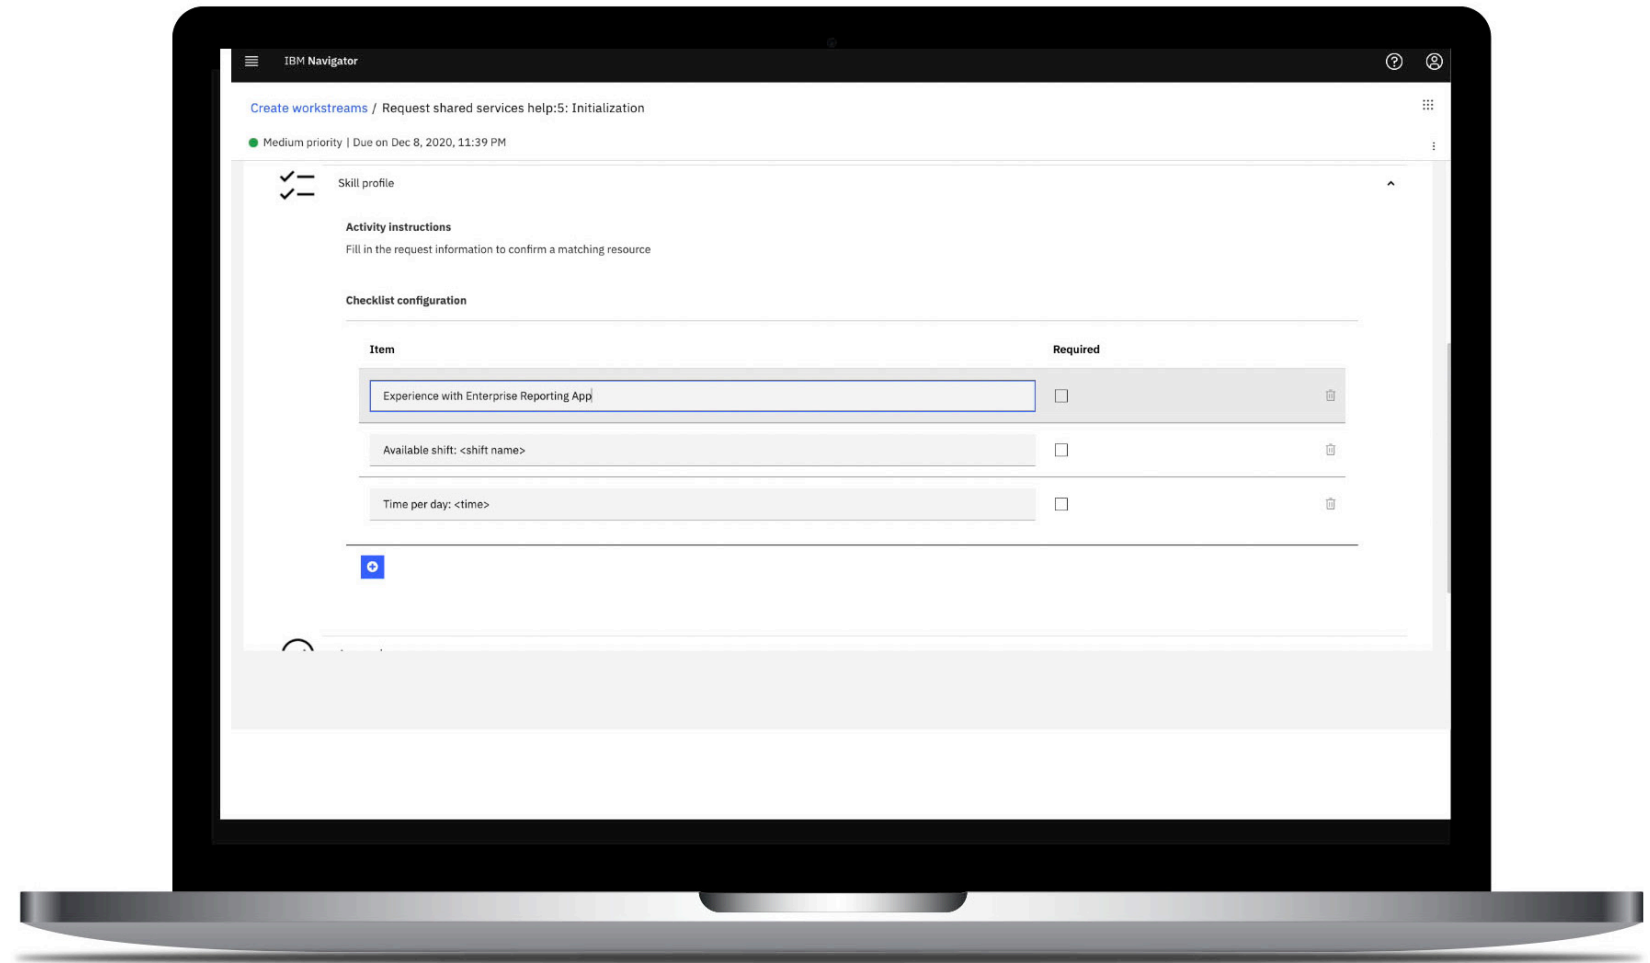 IBM Navigator
Create workstreams / Request shared services help:5: Initialization
Medium priority | Due on Dec 8, 2020, 11:39 PM
Skill profile
Activity instructions
Fill in the request information to confirm a matching resource
Checklist configuration
Item Required
Experience with Enterprise Reporting App
Available shift: <shift name>
Time per day: <time>